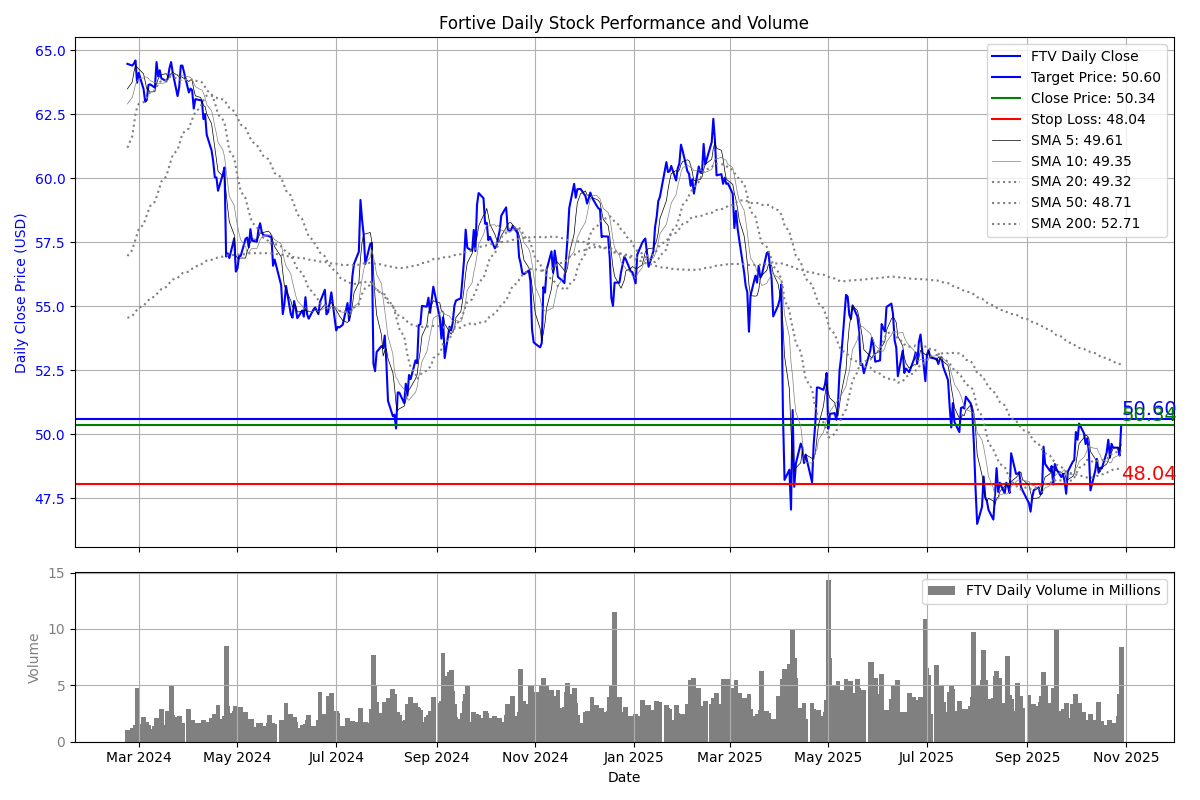 Fortive Daily Stock Performance and Volume
Daily Close Price (USD)
65.0
62.5
60.0
57.5
55.0
52.5
50.0
47.5
FTV Daily Close
Target Price: 50.60
Close Price: 50.34
Stop Loss: 48.04
SMA 5: 49.61
SMA 10: 49.35
SMA 20: 49.32
SMA 50: 48.71
SMA 200: 52.71
50.60
50.34
48.04
Volume
15
10
5
0
FTV Daily Volume in Millions
Mar 2024 May 2024 Jul 2024 Sep 2024 Nov 2024 Jan 2025 Mar 2025 May 2025 Jul 2025 Sep 2025 Nov 2025
Date